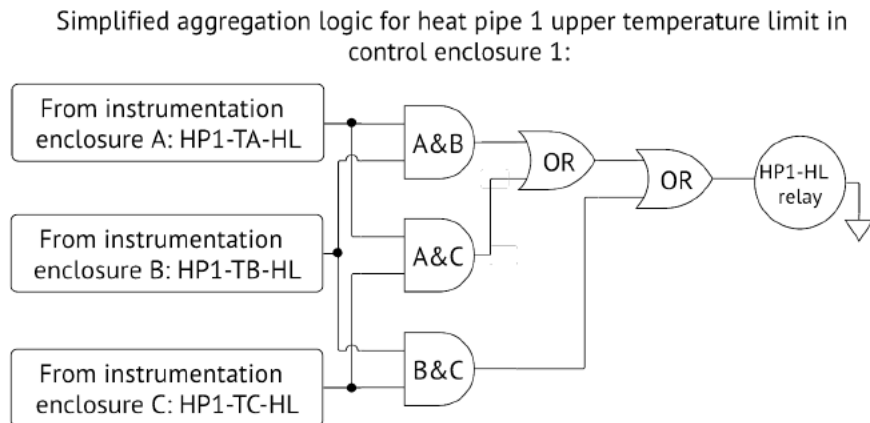 Simplified aggregation logic for heat pipe 1 upper temperature limit in
control enclosure 1:
From instrumentation
enclosure A: HP1-TA-HL
A&B
OR
OR
HP1-HL
relay
From instrumentation
enclosure B: HP1-TB-HL
A&C
From instrumentation
enclosure C: HP1-TC-HL
B&C